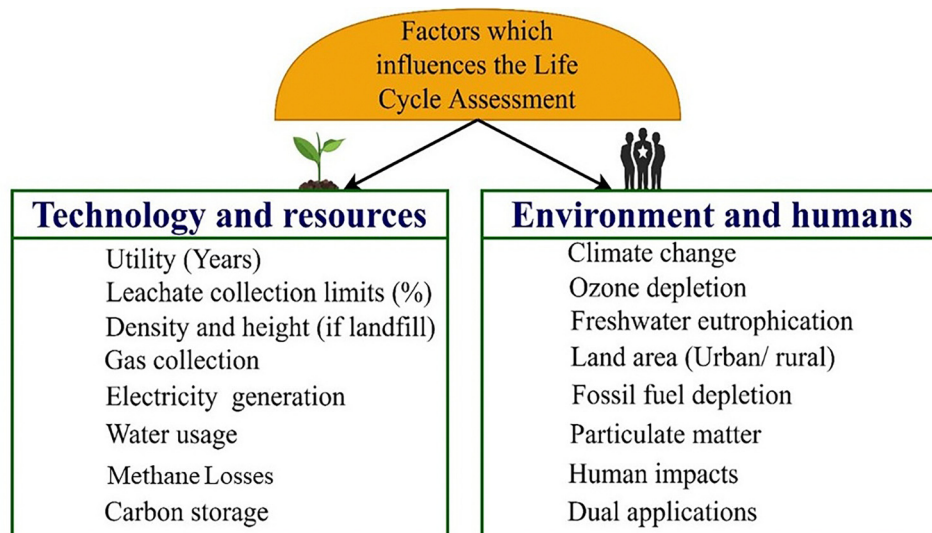 Factors which
influences the Life
Cycle Assessment
Technology and resources
Utility (Years)
Leachate collection limits (%)
Density and height (if landfill)
Gas collection
Electricity generation
Water usage
Methane Losses
Carbon storage
Environment and humans
Climate change
Ozone depletion
Freshwater eutrophication
Land area (Urban/ rural)
Fossil fuel depletion
Particulate matter
Human impacts
Dual applications